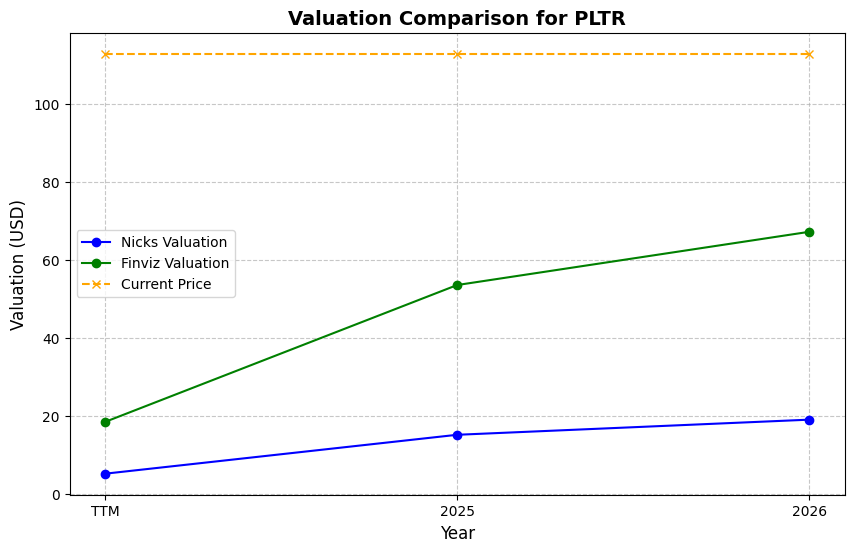 Valuation Comparison for PLTR
Valuation (USD)
100
80
60
40
20
0
Nicks Valuation
Finviz Valuation
Current Price
TTM
2025
2026
Year